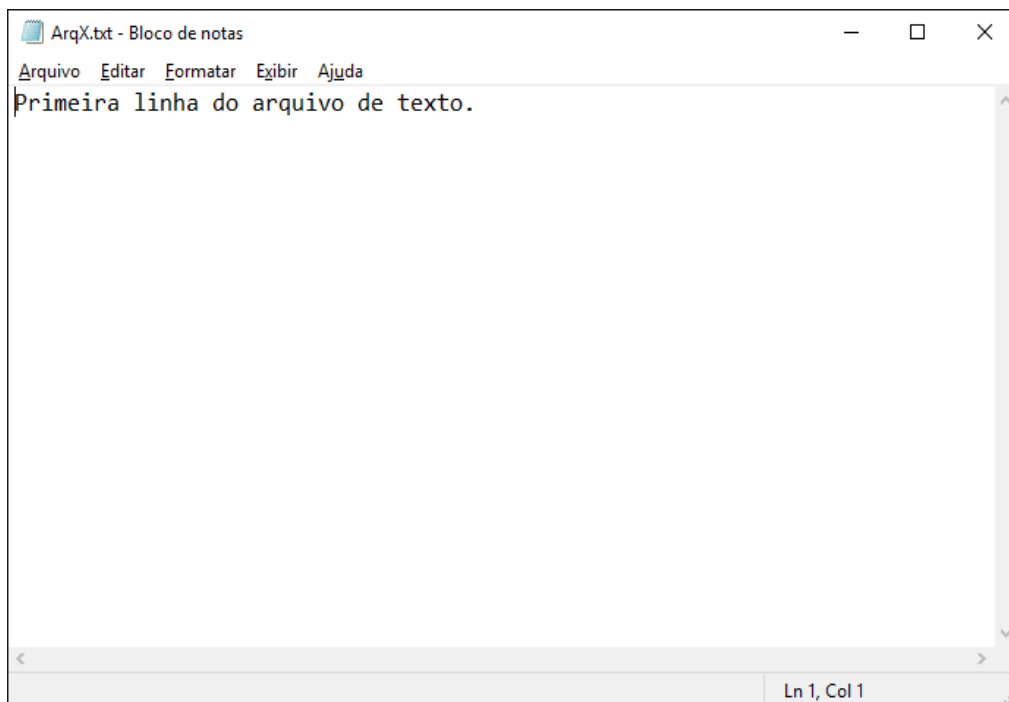 ArqX.txt - Bloco de notas
Arquivo Editar Formatar Exibir Ajuda
Primeira linha do arquivo de texto.
Ln 1, Col 1